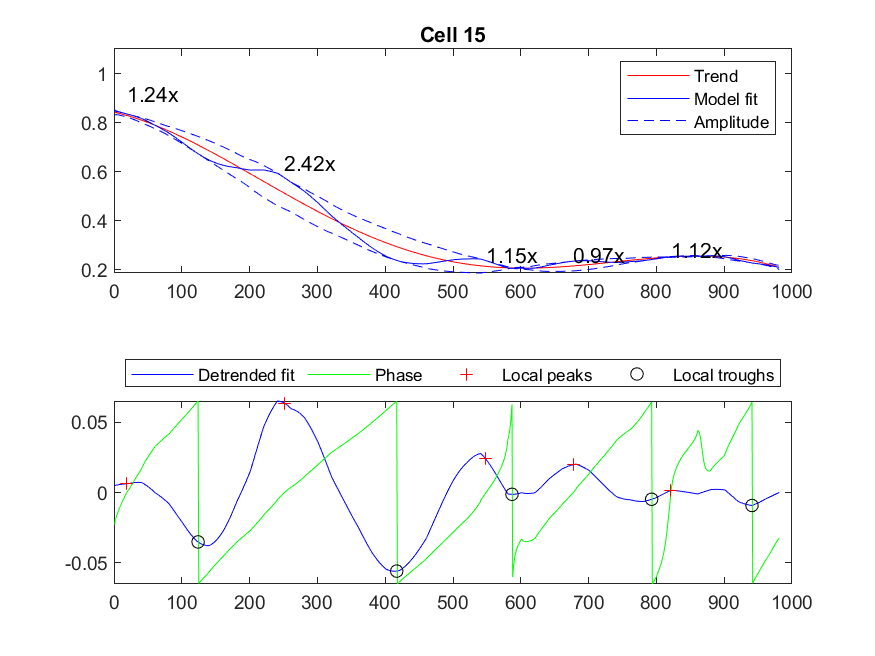 Cell 15
1
0.8
0.6
0.4
0.2
1.24x
2.42x
1.15x
0.97x
1.12x
Trend
Model fit
Amplitude
0 100 200 300 400 500 600 700 800 900 1000
Detrended fit Phase Local peaks Local troughs
0.05
0
-0.05
0 100 200 300 400 500 600 700 800 900 1000